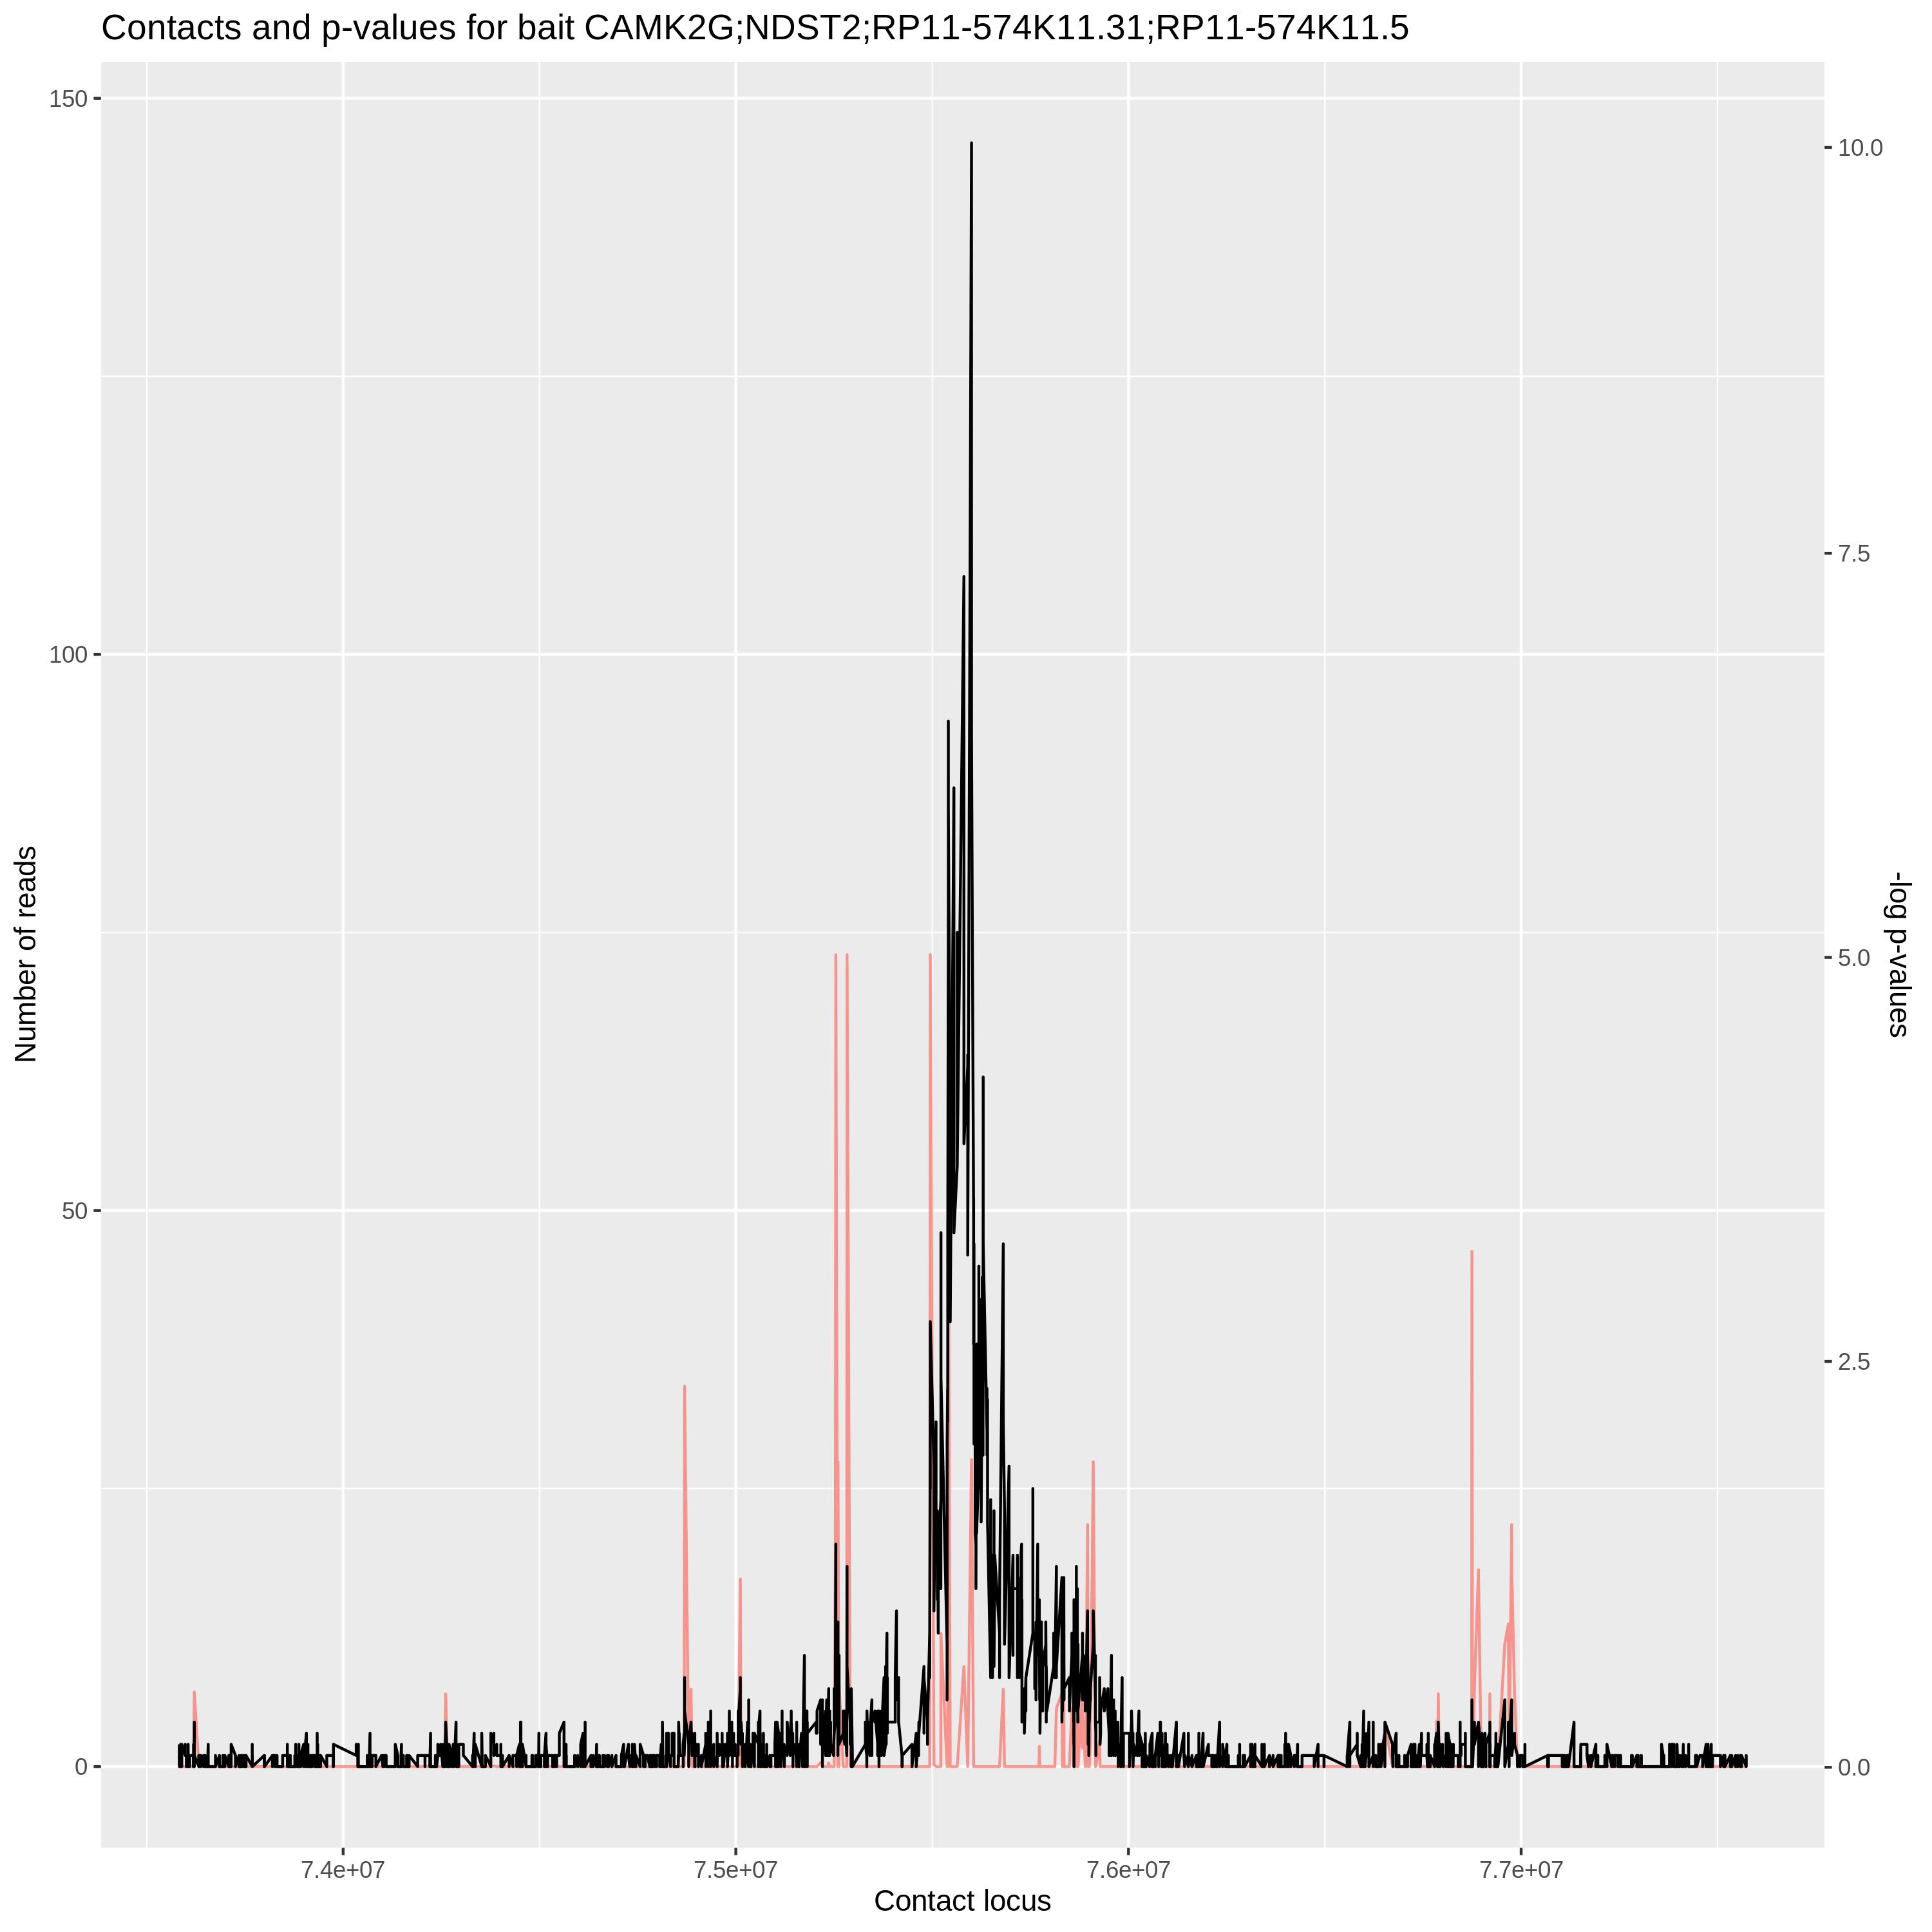 Contacts and p-values for bait CAMK2G;NDST2;RP11-574K11.31;RP11-574K11.5
150
100
50
0
Number of reads
10.0
7.5
5.0
2.5
0.0
-log p-values
7.4e+07
7.5e+07
7.6e+07
7.7e+07
Contact locus